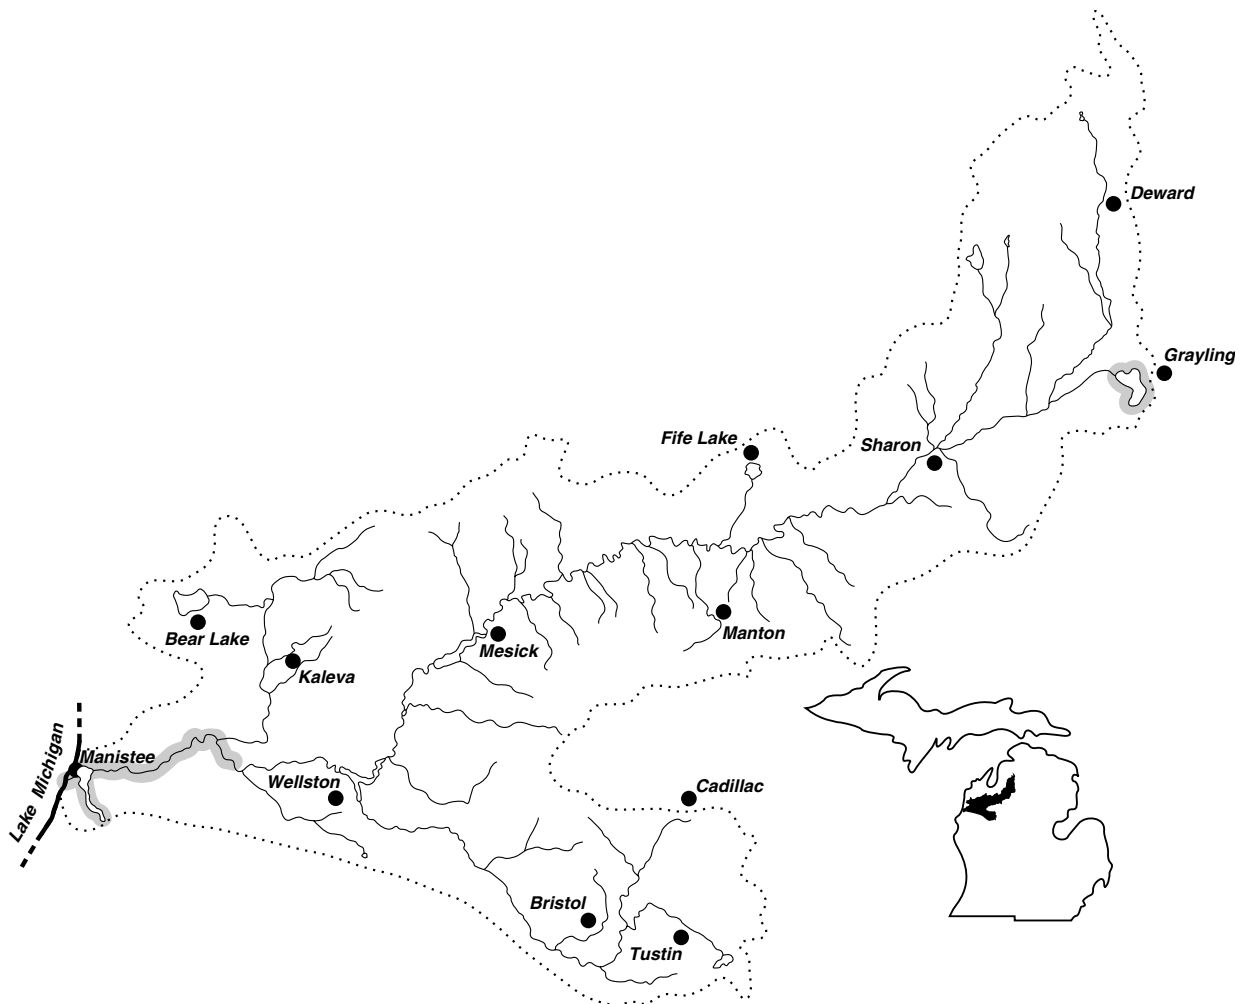 Deward
Grayling
Fife Lake
Sharon
Bear Lake
Manton
Mesick
Kaleva
Lake Michigan
Manistee
Wellston
Cadillac
Bristol
Tustin